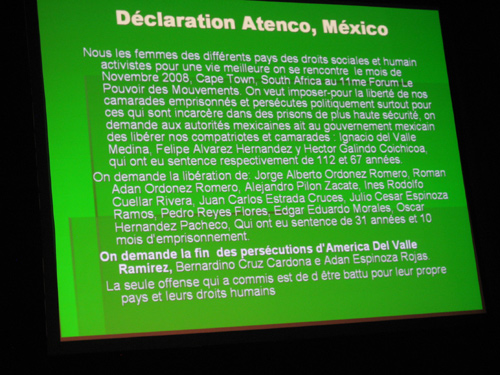 Déclaration Atenco, México
Nous les femmes des différents pays des droits sociales et humain
activistes pour une vie meilleure on se rencontre le mois de
Novembre 2008, Cape Town, South Africa au 11me Forum Le
Pouvoir des Mouvements. On veut imposer-pour la liberté de nos
camarades emprisonnés et persécutes politiquement surtout pour
ces qui sont incarcère dans des prisons de plus haute sécurité, on
demande aux autorités mexicaines ait au gouvernement mexicain
des libérer nos compatriotes et camarades : Ignacio del Valle
Medina, Felipe Alvarez Hernandez y Hector Galindo Coichicoa,
qui ont eu sentence respectivement de 112 et 67 années.
On demande la libération de: Jorge Alberto Ordonez Romero, Roman
Adan Ordonez Romero, Alejandro Pilon Zacate, Ines Rodolfo
Cuellar Rivera, Juan Carlos Estrada Cruces, Julio Cesar Espinoza
Ramos, Pedro Reyes Flores, Edgar Eduardo Morales, Oscar
Hernandez Pacheco, Qui ont eu sentence de 31 années et 10
mois d'emprisonnement.
On demande la fin des persécutions d'America Del Valle
Ramírez, Bernardino Cruz Cardona e Adan Espinoza Rojas.
La seule offense qui a commis est de d être battu pour leur propre
pays et leurs droits humains